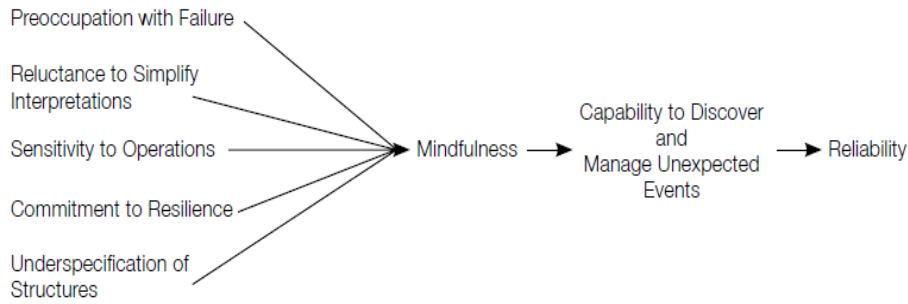 Preoccupation with Failure
Reluctance to Simplify
Interpretations
Sensitivity to Operations
Commitment to Resilience
Underspecification of
Structures
Mindfulness
Capability to Discover
and
Manage Unexpected
Events
Reliability